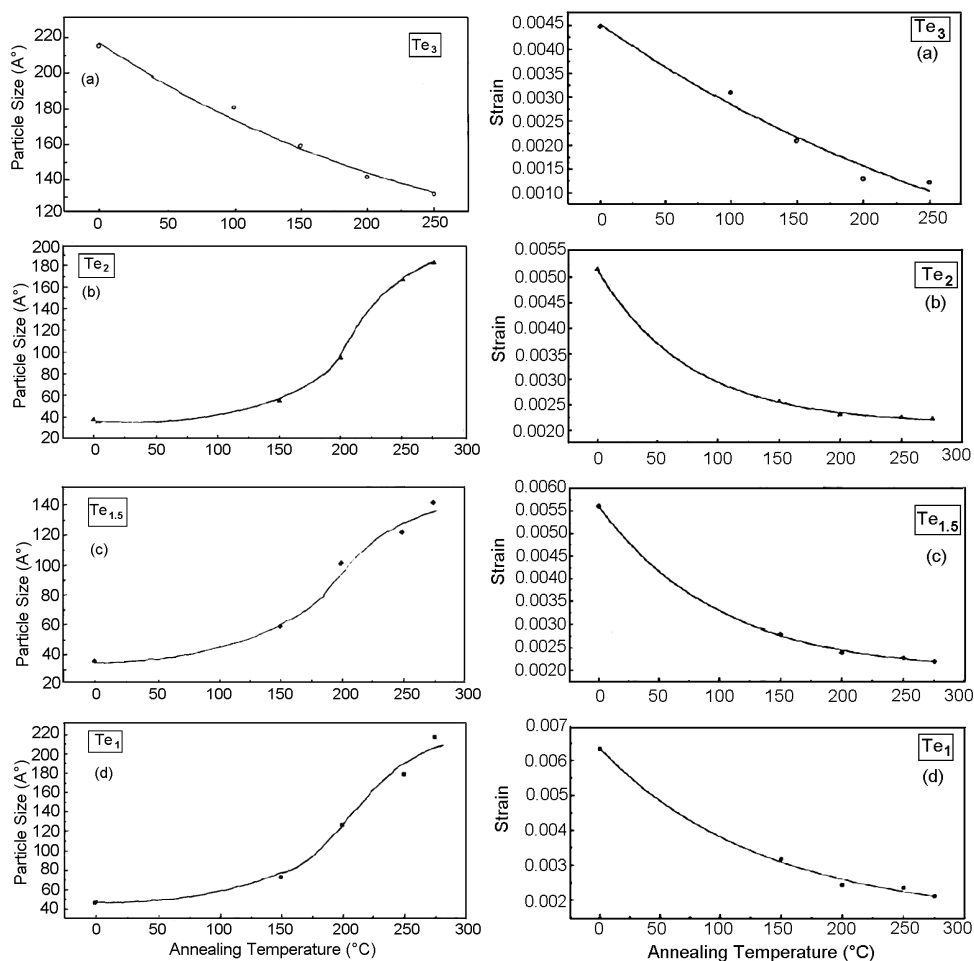 Te3
(a)
Particle Size (A°)
220
200
180
160
140
120
0 50 100 150 200 250
Te3
(a)
Strain
0.0045
0.0040
0.0035
0.0030
0.0025
0.0020
0.0015
0.0010
0 50 100 150 200 250
Te2
(b)
Particle Size (A°)
200
180
160
140
120
100
80
60
40
20
0 50 100 150 200 250 300
Te2
(b)
Strain
0.0055
0.0050
0.0045
0.0040
0.0035
0.0030
0.0025
0.0020
0 50 100 150 200 250 300
Te1.5
(c)
Particle Size (A°)
140
120
100
80
60
40
20
0 50 100 150 200 250 300
Te1.5
(c)
Strain
0.0060
0.0055
0.0050
0.0045
0.0040
0.0035
0.0030
0.0025
0.0020
0 50 100 150 200 250 300
Te1
(d)
Particle Size (A°)
220
200
180
160
140
120
100
80
60
40
0 50 100 150 200 250 300
Annealing Temperature (°C)
Te1
(d)
Strain
0.007
0.006
0.005
0.004
0.003
0.002
0 50 100 150 200 250 300
Annealing Temperature (°C)